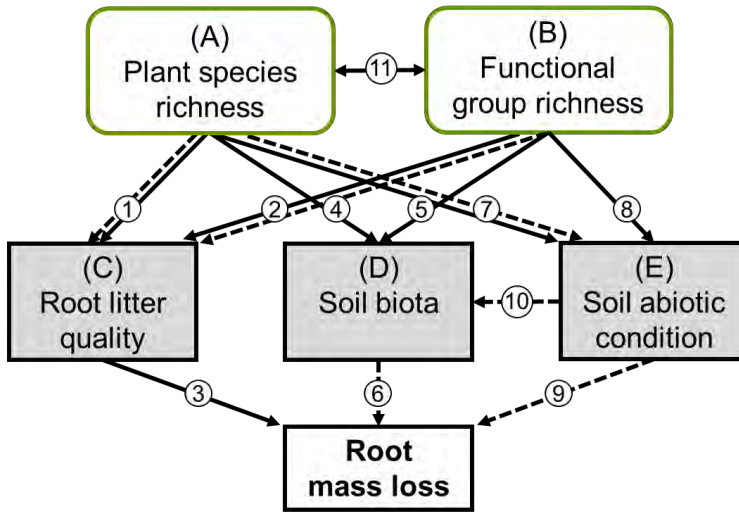 (A)
Plant species
richness
(B)
Functional
group richness
11
1
2
4
5
7
8
(C)
Root litter
quality
(D)
Soil biota
(E)
Soil abiotic
condition
10
3
6
9
Root
mass loss